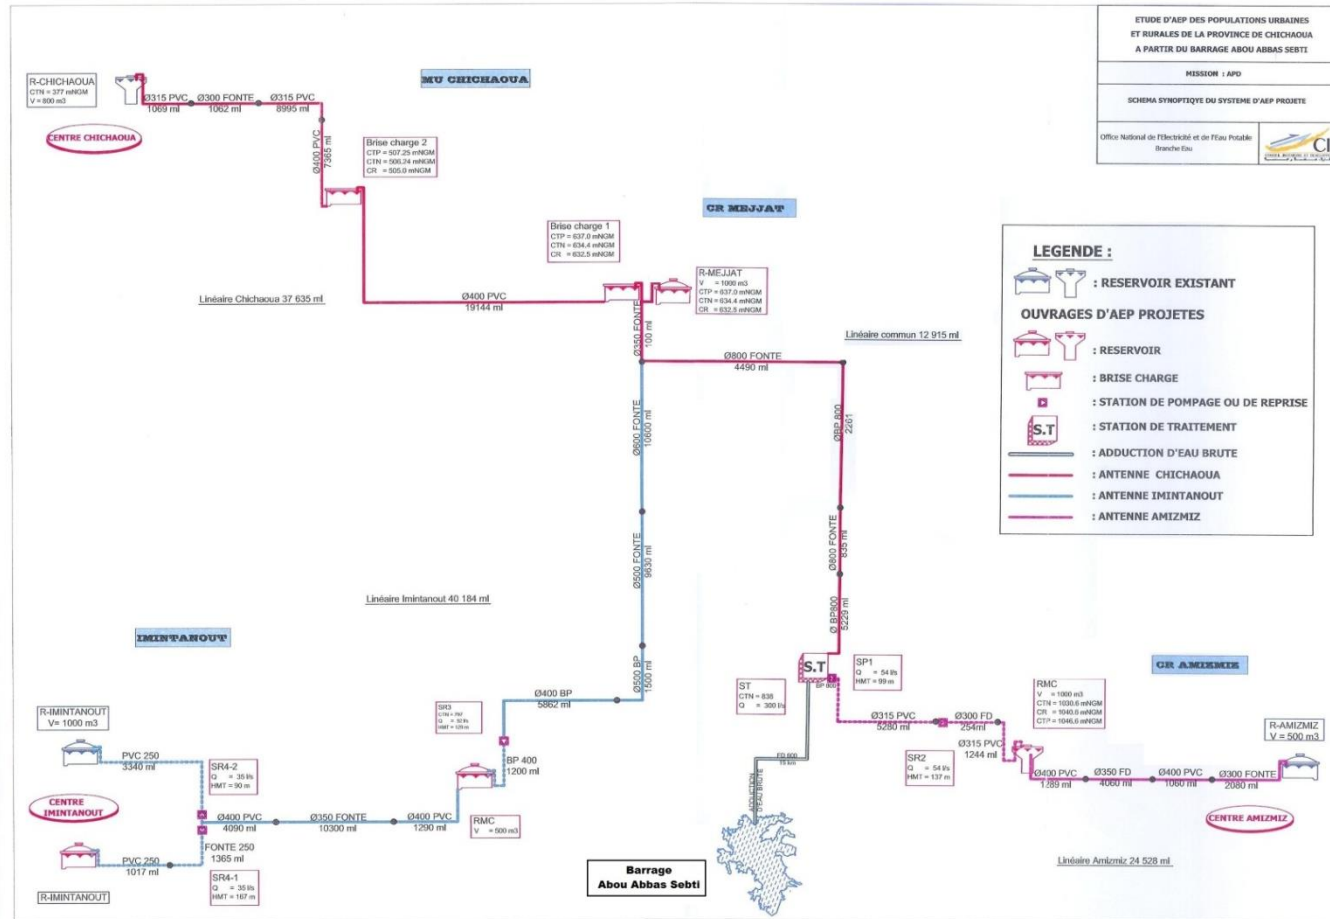 ETUDE D'AEP DES POPULATIONS URBAINES
ET RURALES DE LA PROVINCE DE CHICHAOUA
A PARTIR DU BARRAGE ABOU ABBAS SEBTI
MISSION : APD
SCHEMA SYNOPTIQYE DU SYSTEME D'AEP PROJETE
Office National de l'Electricité et de l'Eau Potable
Branche Eau
MU CHICHAOUA
R-CHICHAOUA
CTN = 377 mNGM
V = 800 m3
Ø315 PVC
1069 ml
Ø300 FONTE
1062 ml
Ø315 PVC
8995 ml
CENTRE CHICHAOUA
Ø400 PVC
7365 ml
Brise charge 2
CTP = 507.25 mNGM
CTN = 506.24 mNGM
CR = 505.0 mNGM
CR MEJJAT
Brise charge 1
CTP = 637.0 mNGM
CTN = 634.4 mNGM
CR = 632.5 mNGM
R-MEJJAT
V = 1000 m3
CTP = 637.0 mNGM
CTN = 634.4 mNGM
CR = 632.5 mNGM
Linéaire Chichaoua 37 635 ml
Ø400 PVC
19144 ml
Ø350 FONTE
100 ml
Linéaire commun 12 915 ml
Ø800 FONTE
4490 ml
LEGENDE :
: RESERVOIR EXISTANT
OUVRAGES D'AEP PROJETES
: RESERVOIR
: BRISE CHARGE
: STATION DE POMPAGE OU DE REPRISE
S.T
: STATION DE TRAITEMENT
: ADDUCTION D'EAU BRUTE
: ANTENNE CHICHAOUA
: ANTENNE IMINTANOUT
: ANTENNE AMIZMIZ
Ø600 FONTE
10600 ml
ØBP 800
2261
Ø500 FONTE
9630 ml
Ø800 FONTE
835 ml
Linéaire Imintanout 40 184 ml
Ø BP800
5229 ml
IMINTANOUT
Ø500 BP
1500 ml
S.T
BP 800
SP1
Q = 54 l/s
HMT = 99 m
CR AMIZMIZ
ST
CTN = 838
Q = 300 l/s
Ø400 BP
5862 ml
SR3
RMC
V = 1000 m3
CTN = 1030.6 mNGM
CR = 1040.6 mNGM
CTP = 1046.6 mNGM
R-IMINTANOUT
V= 1000 m3
PVC 250
3340 ml
SR4-2
Q = 35 l/s
HMT = 90 m
BP 400
1200 ml
Ø315 PVC
5280 ml
Ø300 FD
254ml
Ø315 PVC
1244 ml
SR2
Q = 54 l/s
HMT = 137 m
R-AMIZMIZ
V = 500 m3
ADDUCTION
D'EAU BRUTE
FD 800
15 km
Ø400 PVC
1289 ml
Ø350 FD
4060 ml
Ø400 PVC
1060 ml
Ø300 FONTE
2080 ml
CENTRE
IMINTANOUT
Ø400 PVC
4090 ml
Ø350 FONTE
10300 ml
Ø400 PVC
1290 ml
RMC
V = 500 m3
CENTRE AMIZMIZ
FONTE 250
1365 ml
PVC 250
1017 ml
SR4-1
Q = 35 l/s
HMT = 167 m
R-IMINTANOUT
Barrage
Abou Abbas Sebti
Linéaire Amizmiz 24 528 ml